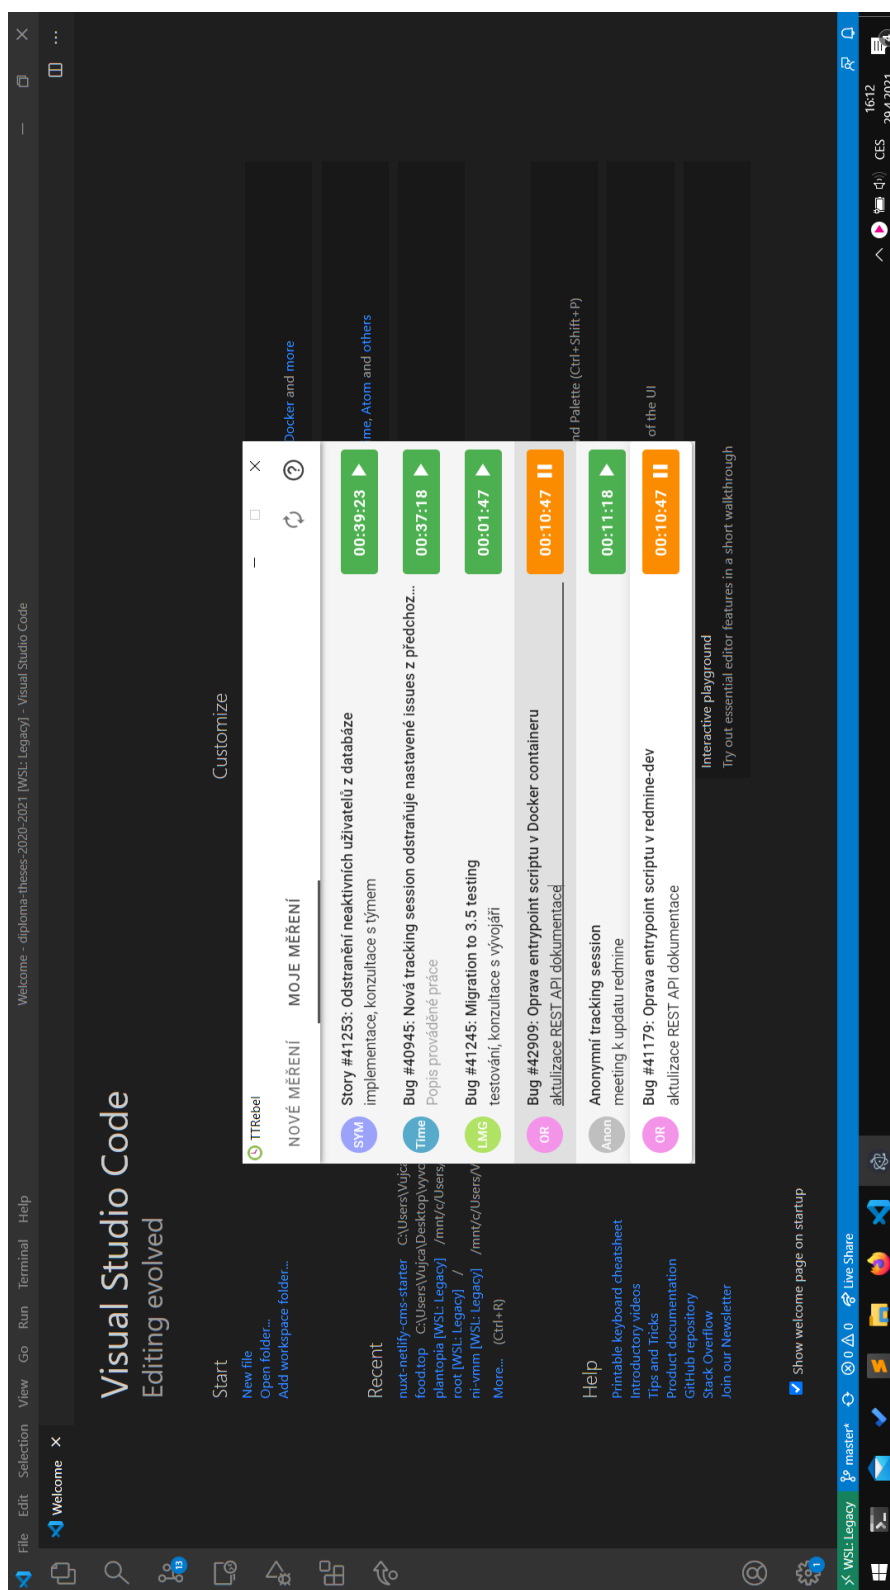 File Edit Selection View Go Run Terminal Help
Welcome - diploma-theses-2020-2021 [WSL: Legacy] - Visual Studio Code
Welcome
Visual Studio Code
Editing evolved
Start
New file
Open folder...
Add workspace folder...
Recent
nuxt-netlify-cms-starter C:\Users\Vujca
food.top C:\Users\Vujca\Desktop\vyvo
plantopia [WSL: Legacy] /mnt/c/Users,
root [WSL: Legacy] /
ni-vmm [WSL: Legacy] /mnt/c/Users/V
More... (Ctrl+R)
Help
Printable keyboard cheatsheet
Introductory videos
Tips and Tricks
Product documentation
GitHub repository
Stack Overflow
Join our Newsletter
Show welcome page on startup
Customize
Docker and more
me, Atom and others
nd Palette (Ctrl+Shift+P)
of the UI
Interactive playground
Try out essential editor features in a short walkthrough
TTRebel
NOVÉ MĚŘENÍ MOJE MĚŘENÍ
SYM
Story #41253: Odstranění neaktivních uživatelů z databáze
implementace, konzultace s týmem
00:39:23
Time
Bug #40945: Nová tracking session odstraňuje nastavené issues z předchoz...
Popis prováděné práce
00:37:18
LMG
Bug #41245: Migration to 3.5 testing
testování, konzultace s vývojáři
00:01:47
OR
Bug #42909: Oprava entrypoint scriptu v Docker containeru
aktulizace REST API dokumentace
00:10:47
Anon
Anonymní tracking session
meeting k updatu redmine
00:11:18
OR
Bug #41179: Oprava entrypoint scriptu v redmine-dev
aktulizace REST API dokumentace
00:10:47
13
1
WSL: Legacy master* 0 0 Live Share
CES
16:12
29.4.2021
4